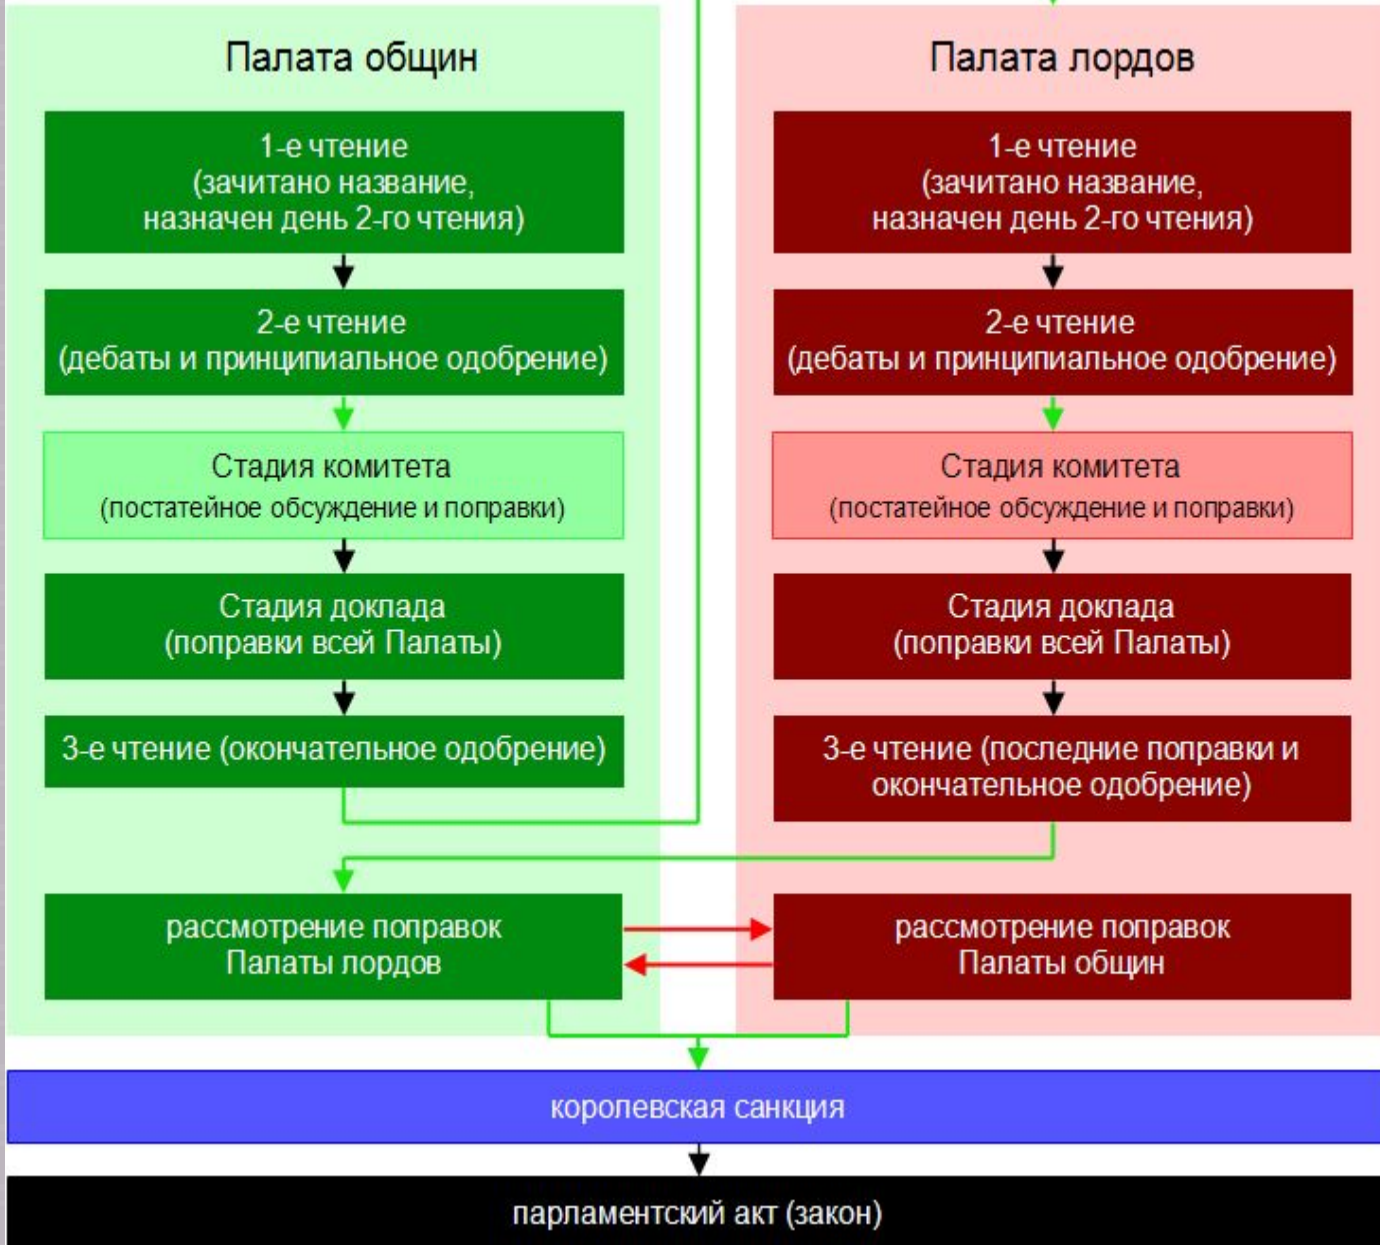 Палата общин
1-е чтение
(зачитано название,
назначен день 2-го чтения)
2-е чтение
(дебаты и принципиальное одобрение)
Стадия комитета
(постатейное обсуждение и поправки)
Стадия доклада
(поправки всей Палаты)
3-е чтение (окончательное одобрение)
рассмотрение поправок
Палаты лордов
Палата лордов
1-е чтение
(зачитано название,
назначен день 2-го чтения)
2-е чтение
(дебаты и принципиальное одобрение)
Стадия комитета
(постатейное обсуждение и поправки)
Стадия доклада
(поправки всей Палаты)
3-е чтение (последние поправки и
окончательное одобрение)
рассмотрение поправок
Палаты общин
королевская санкция
парламентский акт (закон)